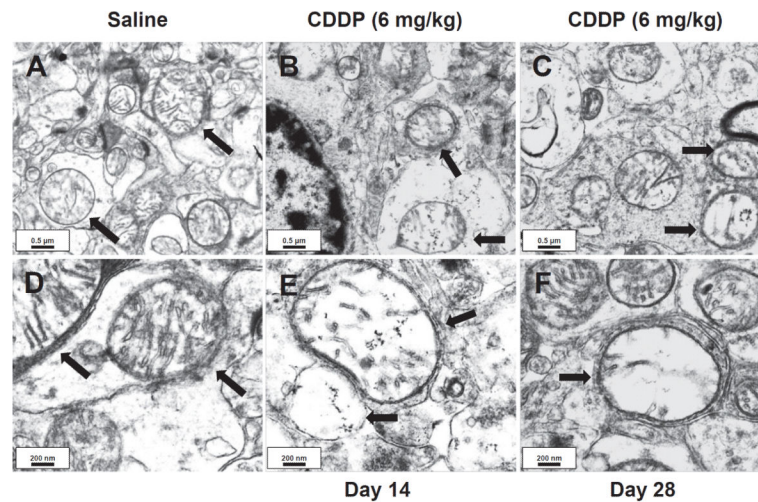 Saline CDDP (6 mg/kg) CDDP (6 mg/kg)
A B C
0.5 µm 0.5 µm 0.5 µm
D E F
200 nm 200 nm 200 nm
Day 14 Day 28